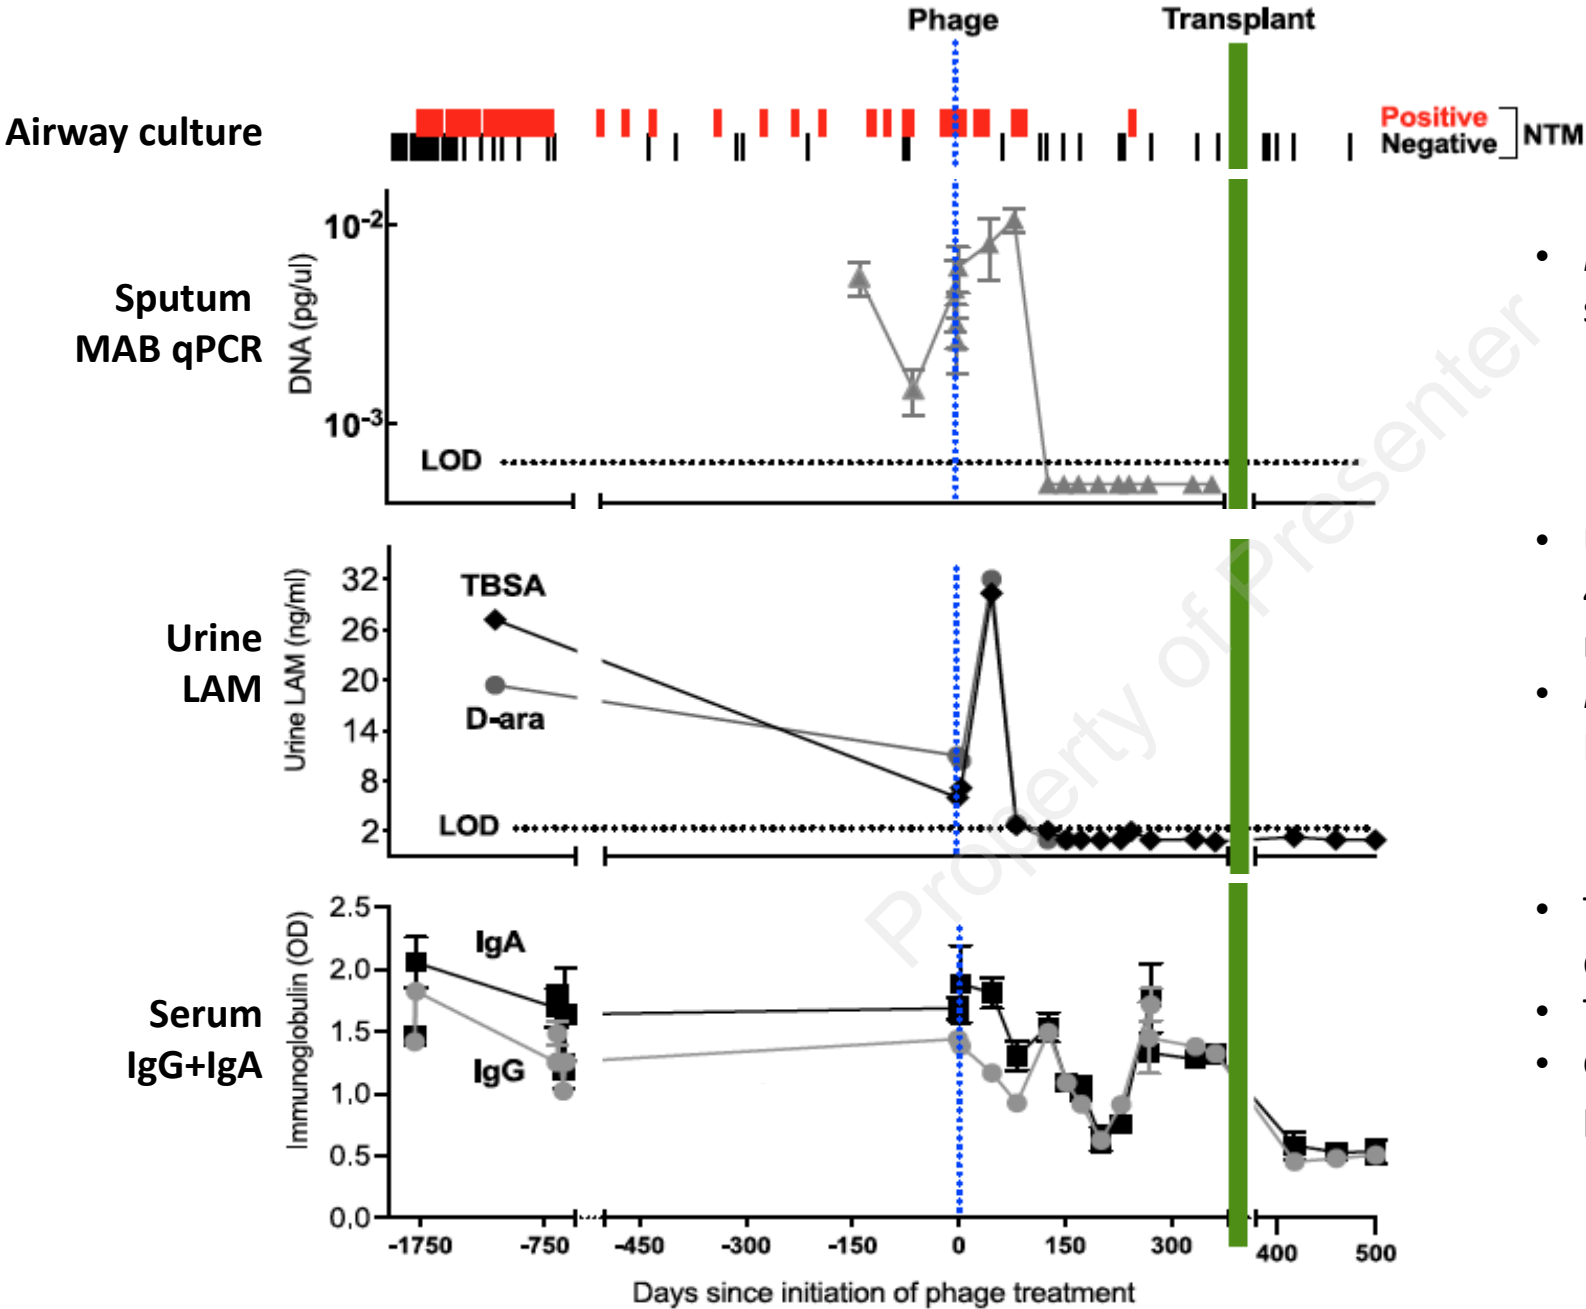 Phage
Transplant
Airway culture
Positive
Negative
NTM
Sputum
MAB qPCR
DNA (pg/ul)
10-2
10-3
LOD
Urine
LAM
Urine LAM (ng/ml)
32
26
20
14
8
2
TBSA
D-ara
LOD
Serum
IgG+IgA
Immunoglobulin (OD)
2.5
2.0
1.5
1.0
0.5
0,0
IgA
IgG
-1750
-750
-450
-300
-150
0
150
300
400
500
Days since initiation of phage treatment
Property of Presenter